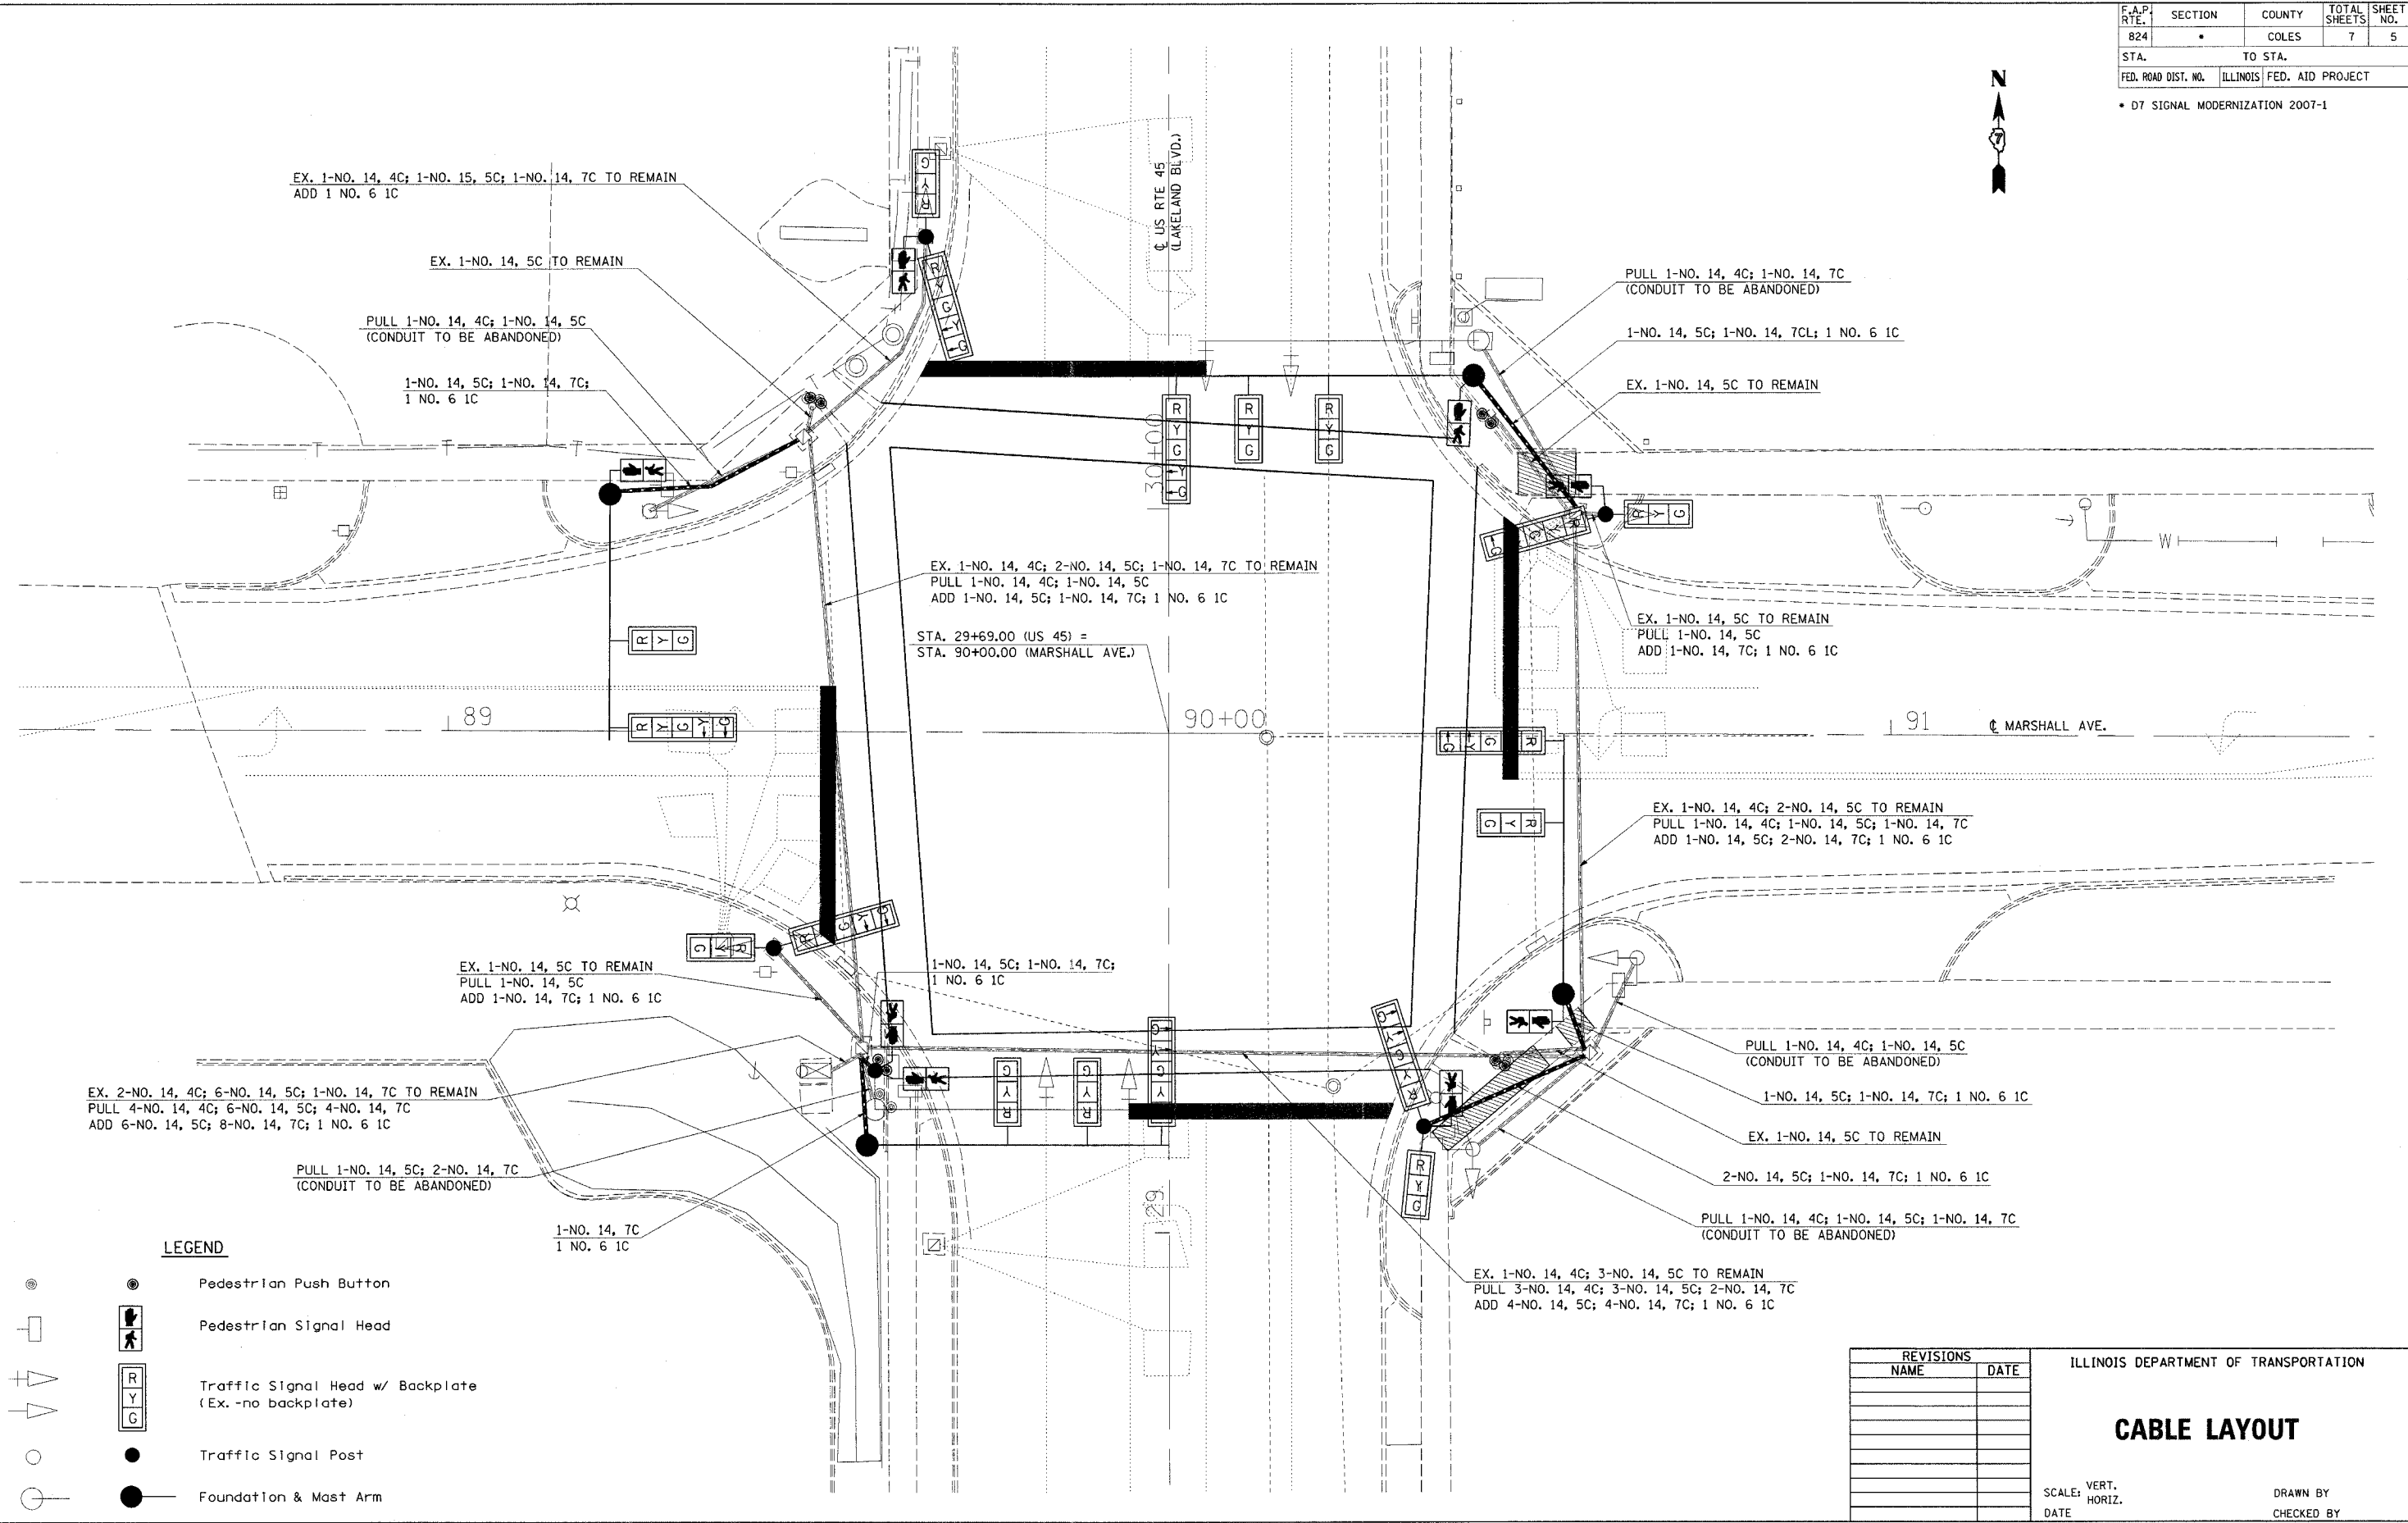 F.A.P. RTE. SECTION COUNTY TOTAL SHEETS SHEET NO.
824 • COLES 7 5
STA. TO STA.
FED. ROAD DIST. NO. ILLINOIS FED. AID PROJECT
• D7 SIGNAL MODERNIZATION 2007-1
N
7
EX. 1-NO. 14, 4C; 1-NO. 15, 5C; 1-NO. 14, 7C TO REMAIN
ADD 1 NO. 6 1C
EX. 1-NO. 14, 5C TO REMAIN
PULL 1-NO. 14, 4C; 1-NO. 14, 5C
(CONDUIT TO BE ABANDONED)
1-NO. 14, 5C; 1-NO. 14, 7C;
1 NO. 6 1C
℄ US RTE 45
(LAKELAND BLVD.)
PULL 1-NO. 14, 4C; 1-NO. 14, 7C
(CONDUIT TO BE ABANDONED)
1-NO. 14, 5C; 1-NO. 14, 7CL; 1 NO. 6 1C
EX. 1-NO. 14, 5C TO REMAIN
30+00
EX. 1-NO. 14, 4C; 2-NO. 14, 5C; 1-NO. 14, 7C TO REMAIN
PULL 1-NO. 14, 4C; 1-NO. 14, 5C
ADD 1-NO. 14, 5C; 1-NO. 14, 7C; 1 NO. 6 1C
STA. 29+69.00 (US 45) =
STA. 90+00.00 (MARSHALL AVE.)
W
EX. 1-NO. 14, 5C TO REMAIN
PULL 1-NO. 14, 5C
ADD 1-NO. 14, 7C; 1 NO. 6 1C
89
90+00
91
℄ MARSHALL AVE.
EX. 1-NO. 14, 4C; 2-NO. 14, 5C TO REMAIN
PULL 1-NO. 14, 4C; 1-NO. 14, 5C; 1-NO. 14, 7C
ADD 1-NO. 14, 5C; 2-NO. 14, 7C; 1 NO. 6 1C
EX. 1-NO. 14, 5C TO REMAIN
PULL 1-NO. 14, 5C
ADD 1-NO. 14, 7C; 1 NO. 6 1C
1-NO. 14, 5C; 1-NO. 14, 7C;
1 NO. 6 1C
EX. 2-NO. 14, 4C; 6-NO. 14, 5C; 1-NO. 14, 7C TO REMAIN
PULL 4-NO. 14, 4C; 6-NO. 14, 5C; 4-NO. 14, 7C
ADD 6-NO. 14, 5C; 8-NO. 14, 7C; 1 NO. 6 1C
PULL 1-NO. 14, 5C; 2-NO. 14, 7C
(CONDUIT TO BE ABANDONED)
1-NO. 14, 7C
1 NO. 6 1C
29
PULL 1-NO. 14, 4C; 1-NO. 14, 5C
(CONDUIT TO BE ABANDONED)
1-NO. 14, 5C; 1-NO. 14, 7C; 1 NO. 6 1C
EX. 1-NO. 14, 5C TO REMAIN
2-NO. 14, 5C; 1-NO. 14, 7C; 1 NO. 6 1C
PULL 1-NO. 14, 4C; 1-NO. 14, 5C; 1-NO. 14, 7C
(CONDUIT TO BE ABANDONED)
EX. 1-NO. 14, 4C; 3-NO. 14, 5C TO REMAIN
PULL 3-NO. 14, 4C; 3-NO. 14, 5C; 2-NO. 14, 7C
ADD 4-NO. 14, 5C; 4-NO. 14, 7C; 1 NO. 6 1C
LEGEND
Pedestrian Push Button
Pedestrian Signal Head
R
Y
G
Traffic Signal Head w/ Backplate
(Ex. -no backplate)
Traffic Signal Post
Foundation & Mast Arm
REVISIONS
NAME DATE
ILLINOIS DEPARTMENT OF TRANSPORTATION
CABLE LAYOUT
SCALE: VERT.
HORIZ.
DATE
DRAWN BY
CHECKED BY